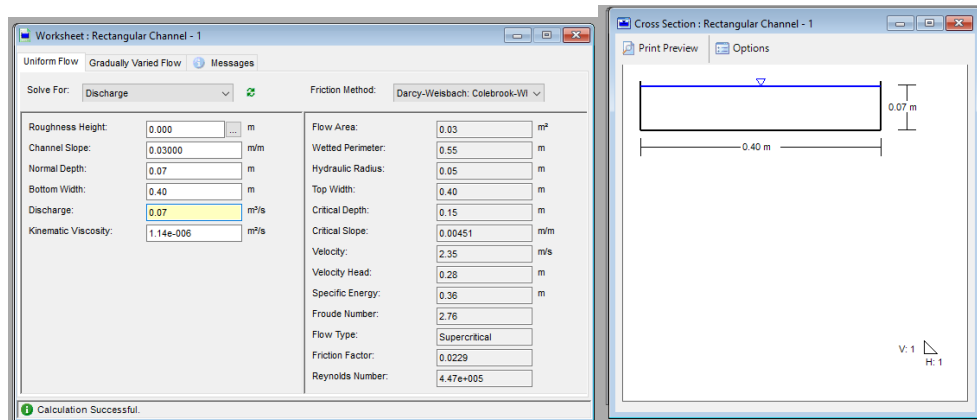 Worksheet : Rectangular Channel - 1
Uniform Flow Gradually Varied Flow Messages
Solve For: Discharge Friction Method: Darcy-Weisbach: Colebrook-WI
Roughness Height: 0.000 ... m Flow Area: 0.03 m²
Channel Slope: 0.03000 m/m Wetted Perimeter: 0.55 m
Normal Depth: 0.07 m Hydraulic Radius: 0.05 m
Bottom Width: 0.40 m Top Width: 0.40 m
Discharge: 0.07 m³/s Critical Depth: 0.15 m
Kinematic Viscosity: 1.14e-006 m²/s Critical Slope: 0.00451 m/m
Velocity: 2.35 m/s
Velocity Head: 0.28 m
Specific Energy: 0.36 m
Froude Number: 2.76
Flow Type: Supercritical
Friction Factor: 0.0229
Reynolds Number: 4.47e+005
Calculation Successful.
Cross Section : Rectangular Channel - 1
Print Preview Options
0.07 m
0.40 m
V: 1
H: 1